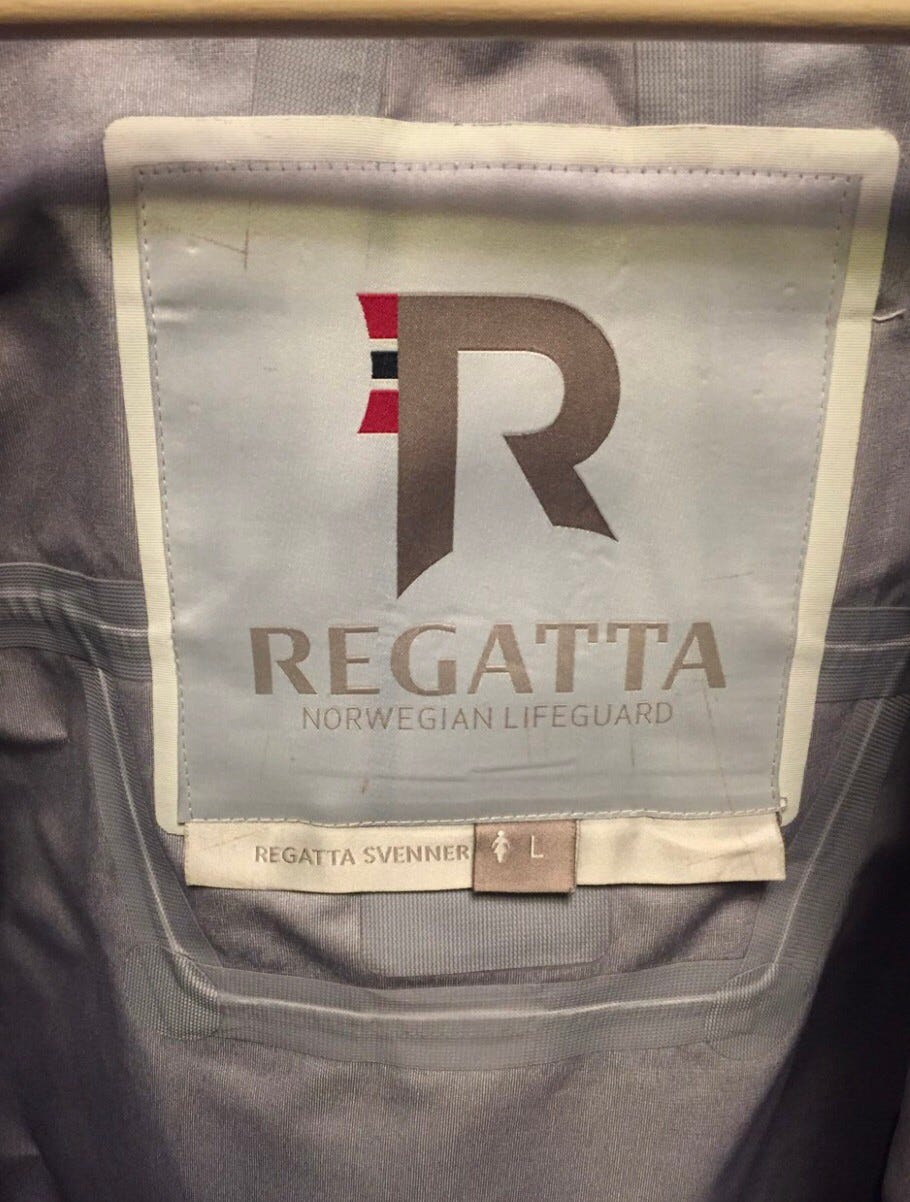 R
REGATTA
NORWEGIAN LIFEGUARD
REGATTA SVENNER L